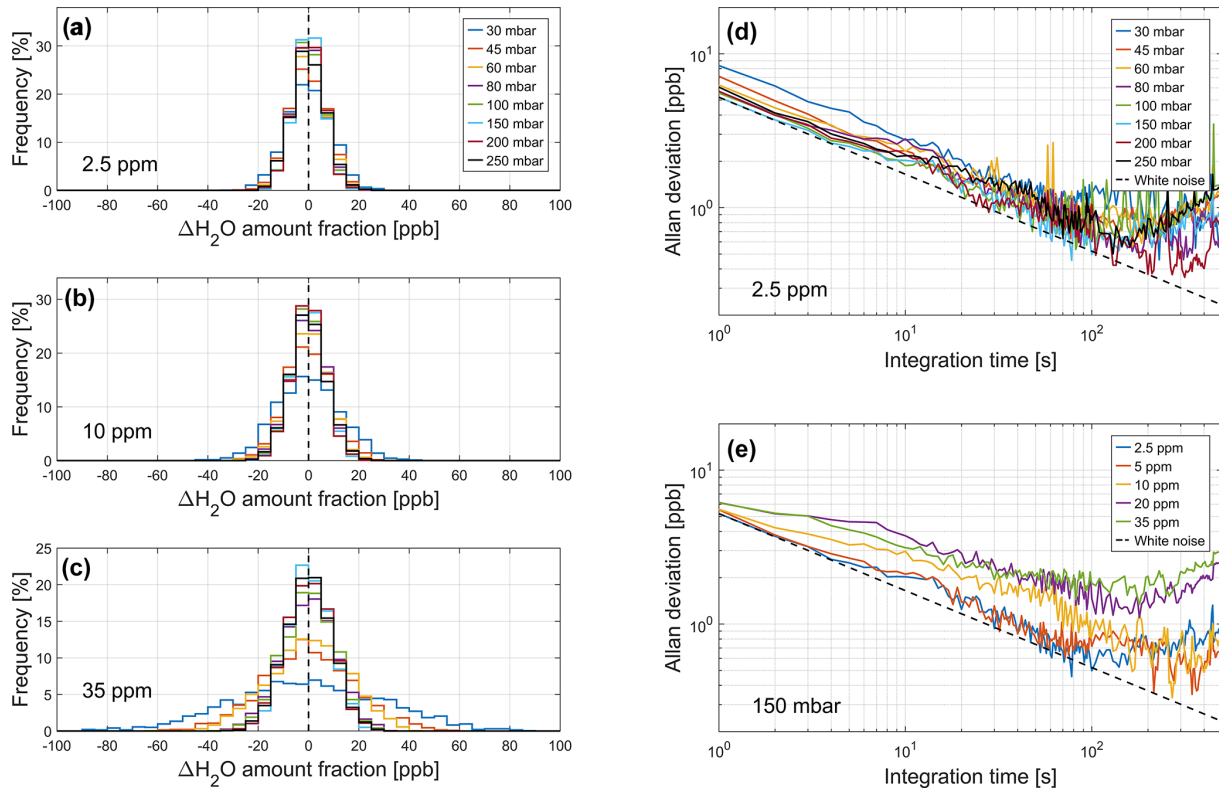 (a)
Frequency [%]
30
20
10
0
2.5 ppm
30 mbar
45 mbar
60 mbar
80 mbar
100 mbar
150 mbar
200 mbar
250 mbar
-100 -80 -60 -40 -20 0 20 40 60 80 100
ΔH2O amount fraction [ppb]
(b)
Frequency [%]
30
20
10
0
10 ppm
-100 -80 -60 -40 -20 0 20 40 60 80 100
ΔH2O amount fraction [ppb]
(c)
Frequency [%]
25
20
15
10
5
0
35 ppm
-100 -80 -60 -40 -20 0 20 40 60 80 100
ΔH2O amount fraction [ppb]
(d)
Allan deviation [ppb]
10^1
10^0
30 mbar
45 mbar
60 mbar
80 mbar
100 mbar
150 mbar
200 mbar
250 mbar
White noise
2.5 ppm
10^0 10^1 10^2
Integration time [s]
(e)
Allan deviation [ppb]
10^1
10^0
2.5 ppm
5 ppm
10 ppm
20 ppm
35 ppm
White noise
150 mbar
10^0 10^1 10^2
Integration time [s]